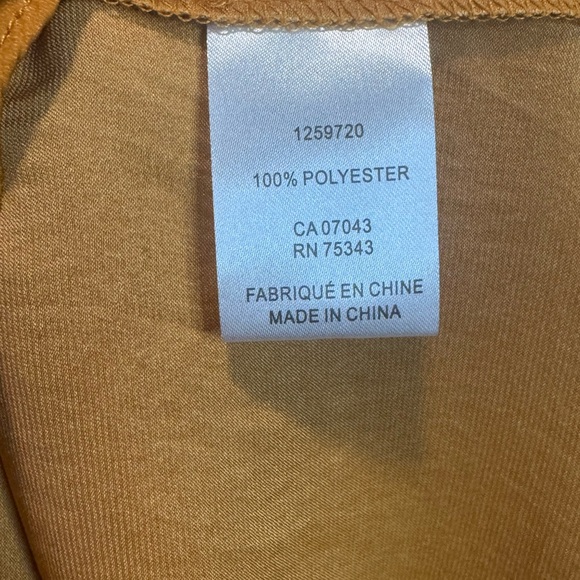 1259720
100% POLYESTER
CA 07043
RN 75343
FABRIQUÉ EN CHINE
MADE IN CHINA